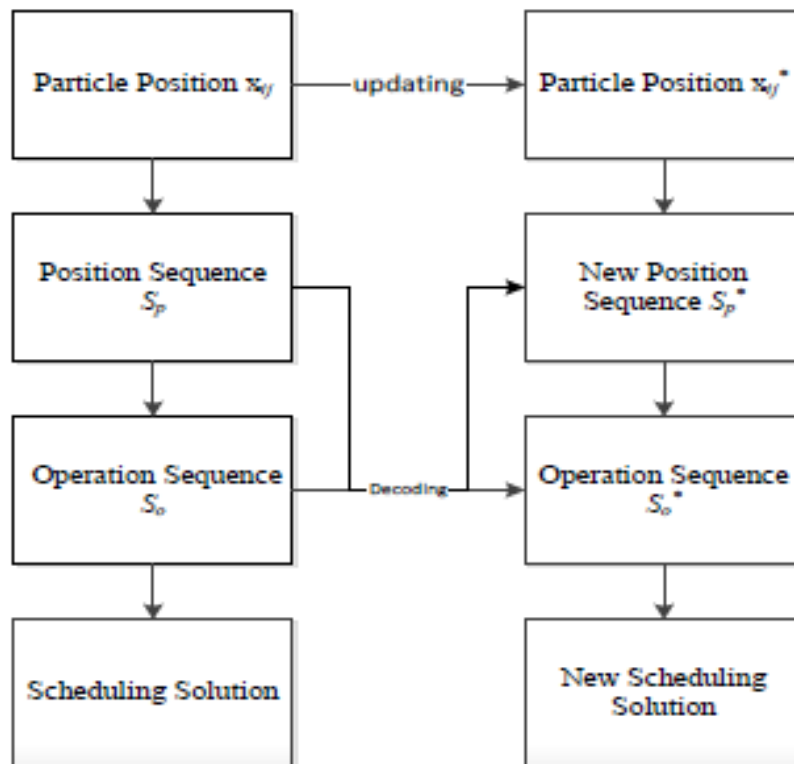 Particle Position x_ij
updating
Particle Position x_ij*
Position Sequence
S_p
New Position
Sequence S_p*
Operation Sequence
S_o
Decoding
Operation Sequence
S_o*
Scheduling Solution
New Scheduling
Solution